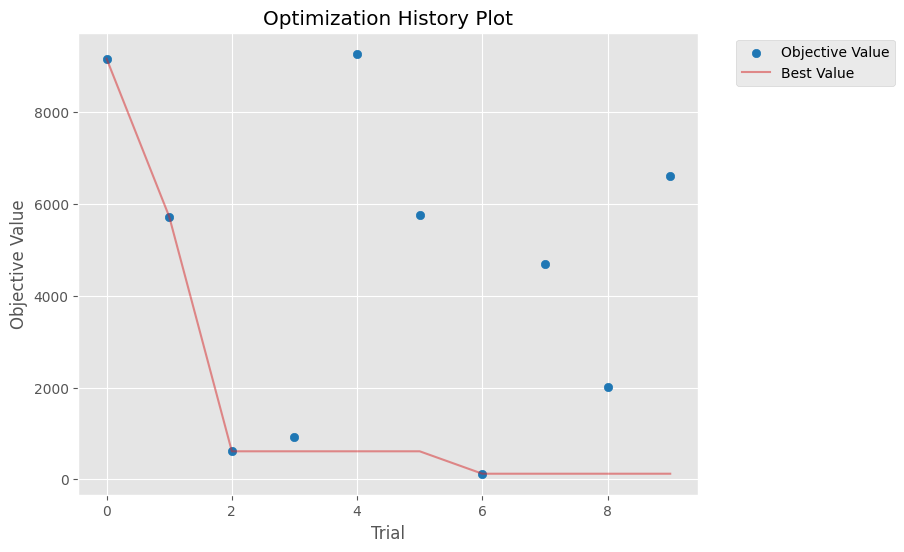 Optimization History Plot
Objective Value
Best Value
Objective Value
8000
6000
4000
2000
0
0 2 4 6 8
Trial